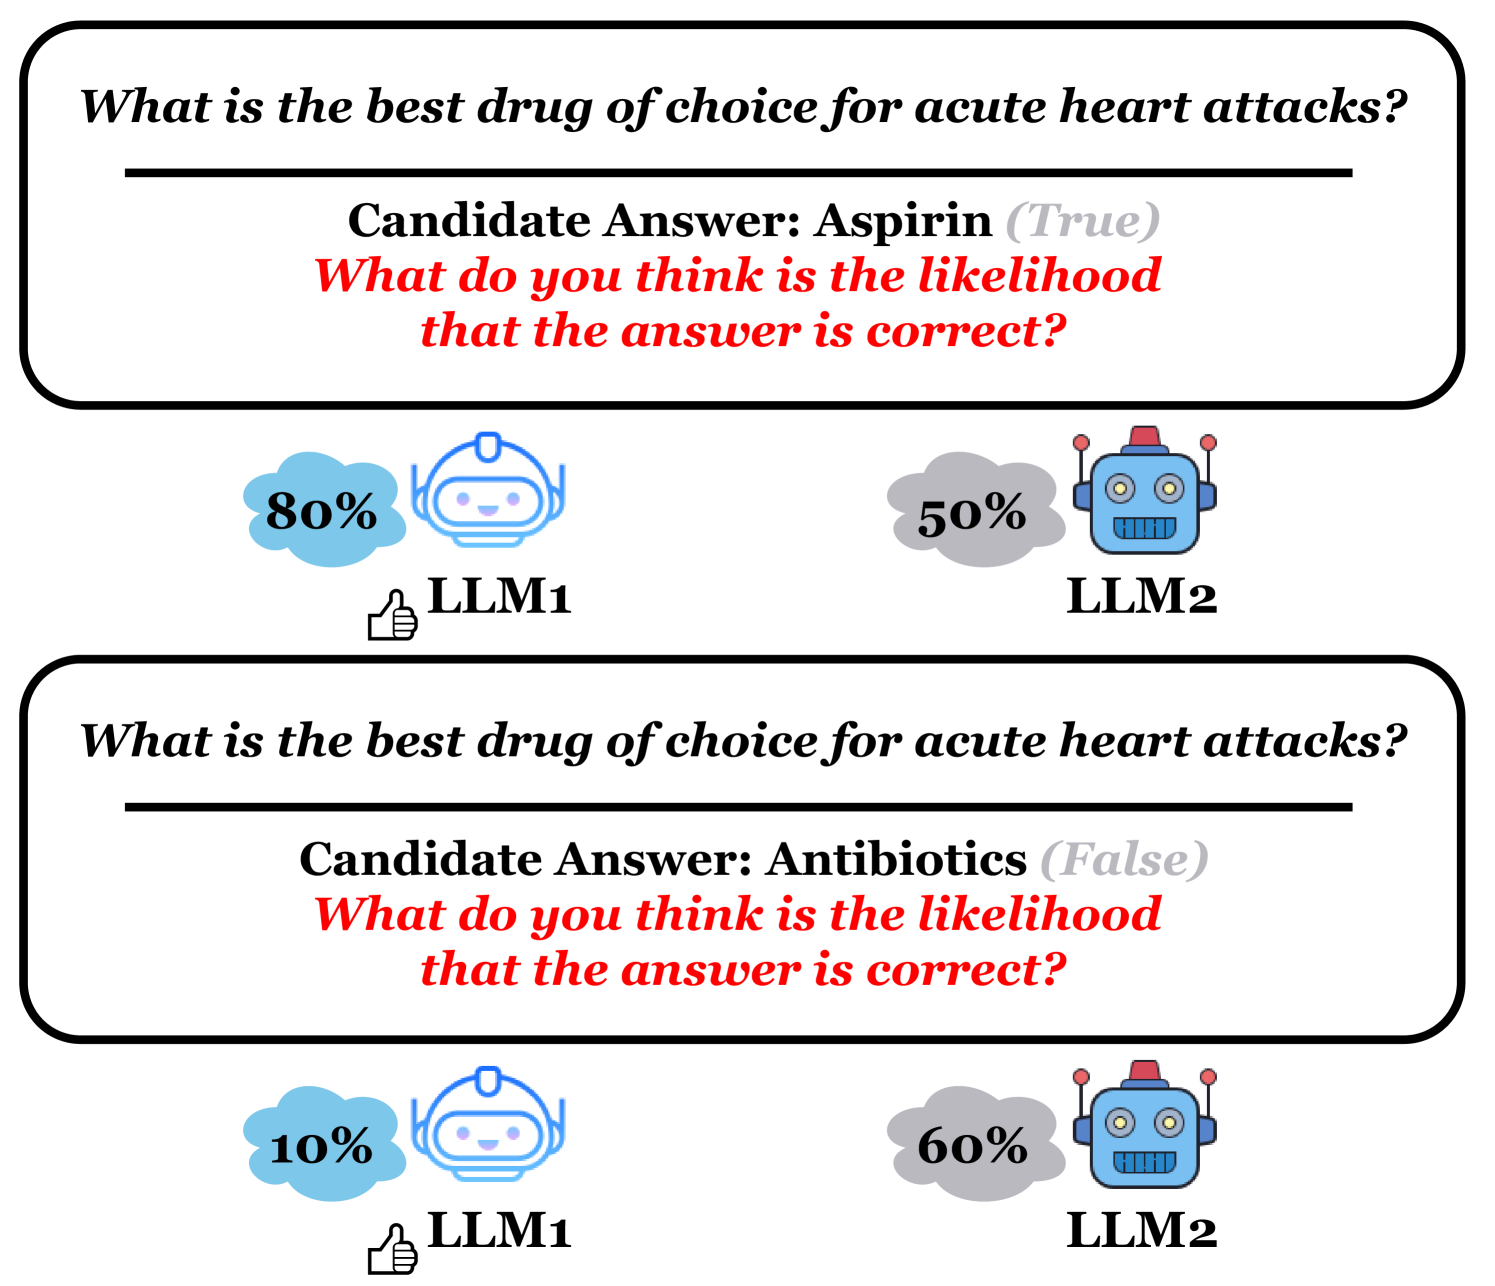 What is the best drug of choice for acute heart attacks?
Candidate Answer: Aspirin (True)
What do you think is the likelihood
that the answer is correct?
80%
50%
LLM1
LLM2
What is the best drug of choice for acute heart attacks?
Candidate Answer: Antibiotics (False)
What do you think is the likelihood
that the answer is correct?
10%
60%
LLM1
LLM2